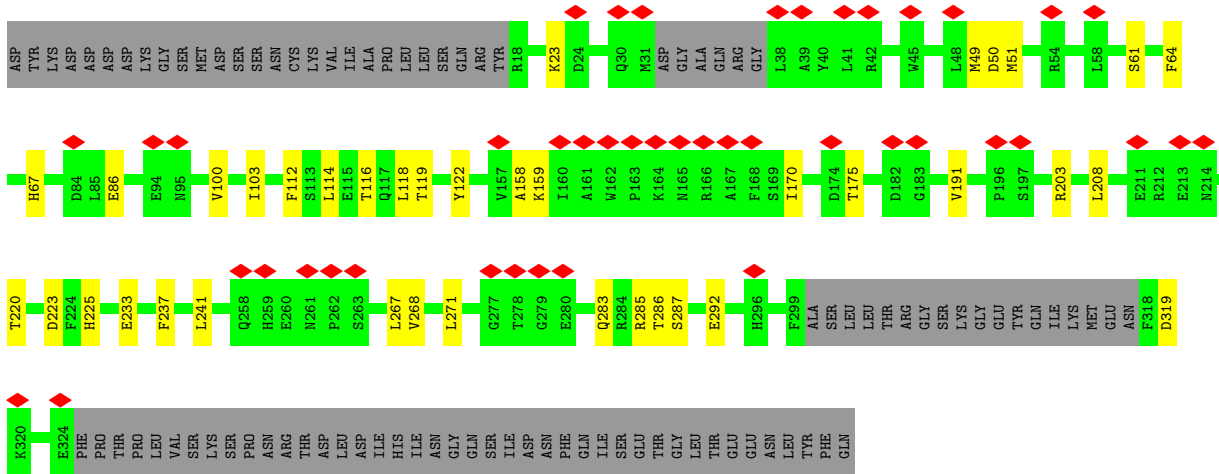 ASP TYR LYS ASP ASP ASP ASP LYS GLY SER MET ASP SER SER ASN CYS LYS VAL ILE ALA PRO LEU LEU SER GLN ARG TYR R18 K23 D24 Q30 M31 ASP GLY ALA GLN ARG GLY L38 A39 Y40 L41 R42 W45 L48 M49 D50 M51 R54 L58 S61 F64
H67 D84 L85 E86 E94 N95 V100 I103 F112 S113 L114 E115 T116 Q117 L118 T119 Y122 V157 A158 K159 I160 A161 W162 P163 K164 N165 R166 A167 F168 S169 I170 D174 T175 D182 G183 V191 P196 S197 R203 L208 E211 R212 E213 N214
T220 D223 F224 H225 E233 F237 L241 Q258 H259 E260 N261 P262 S263 L267 V268 L271 G277 T278 G279 E280 Q283 R284 R285 T286 S287 E292 H296 F299 ALA SER LEU LEU THR ARG GLY SER LYS GLY GLU TYR GLN ILE LYS MET GLU ASN F318 D319
K320 E324 PHE PRO THR PRO LEU VAL SER LYS SER PRO ASN ARG THR ASP LEU ASP ILE HIS ILE ASN GLY GLN SER ILE ASP ASN PHE GLN ILE SER GLU THR GLY LEU THR GLU GLU ASN LEU TYR PHE GLN